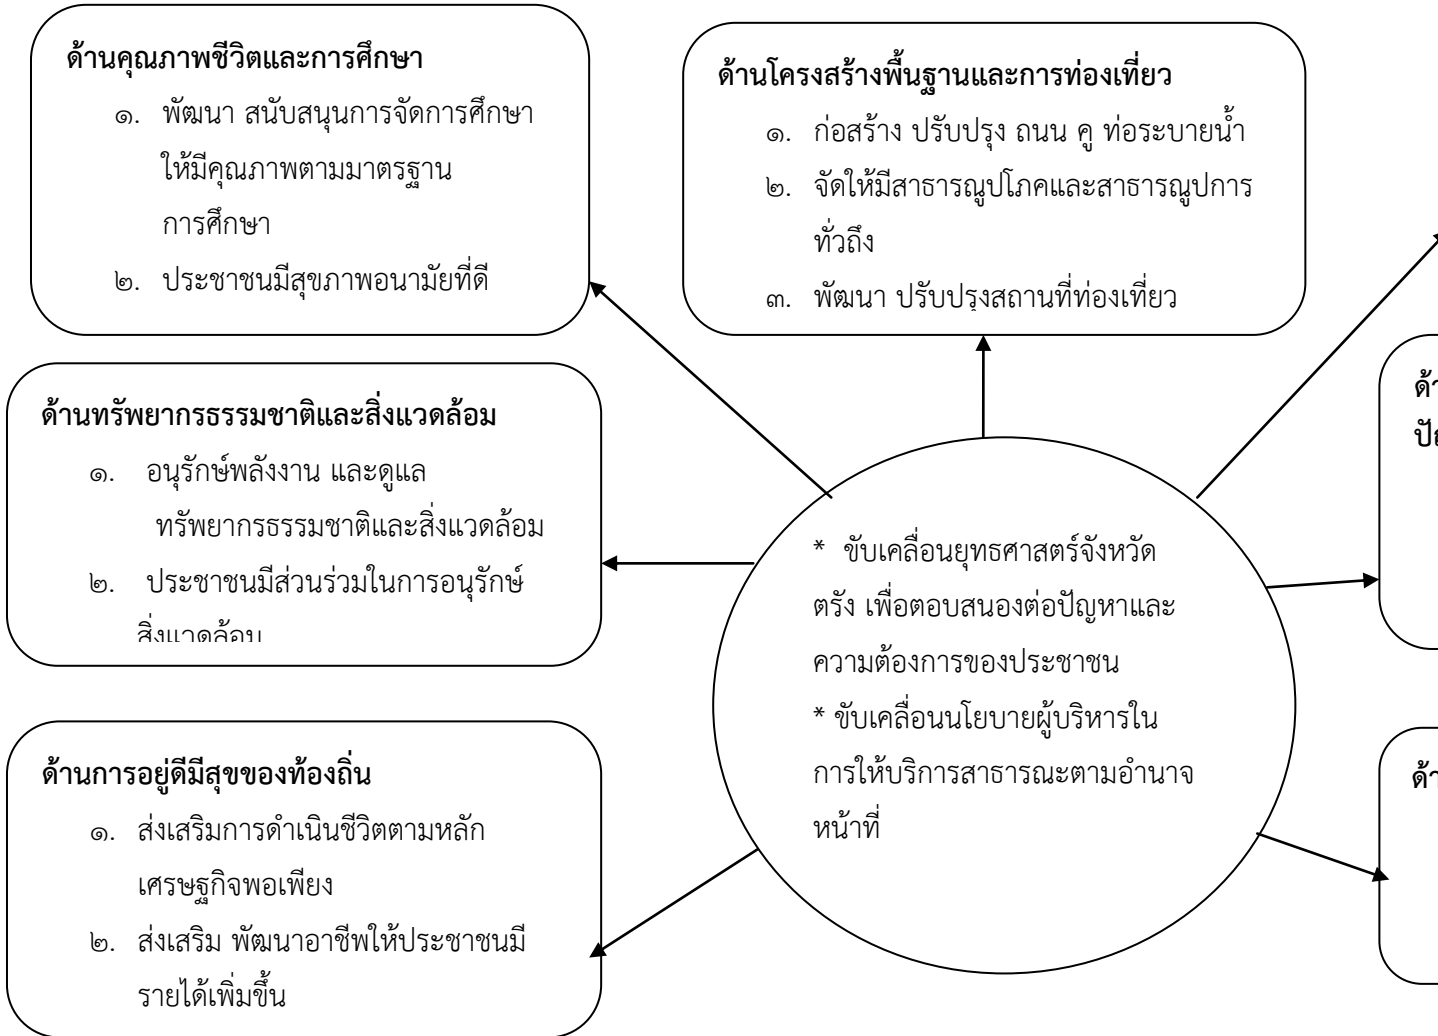 ด้านคุณภาพชีวิตและการศึกษา
๑. พัฒนา สนับสนุนการจัดการศึกษา
ให้มีคุณภาพตามมาตรฐาน
การศึกษา
๒. ประชาชนมีสุขภาพอนามัยที่ดี
ด้านโครงสร้างพื้นฐานและการท่องเที่ยว
๑. ก่อสร้าง ปรับปรุง ถนน คู ท่อระบายน้ำ
๒. จัดให้มีสาธารณูปโภคและสาธารณูปการ
ทั่วถึง
๓. พัฒนา ปรับปรุงสถานที่ท่องเที่ยว
ด้านทรัพยากรธรรมชาติและสิ่งแวดล้อม
๑. อนุรักษ์พลังงาน และดูแล
ทรัพยากรธรรมชาติและสิ่งแวดล้อม
๒. ประชาชนมีส่วนร่วมในการอนุรักษ์
สิ่งแวดล้อม
* ขับเคลื่อนยุทธศาสตร์จังหวัด
ตรัง เพื่อตอบสนองต่อปัญหาและ
ความต้องการของประชาชน
* ขับเคลื่อนนโยบายผู้บริหารใน
การให้บริการสาธารณะตามอำนาจ
หน้าที่
ด้านการอยู่ดีมีสุขของท้องถิ่น
๑. ส่งเสริมการดำเนินชีวิตตามหลัก
เศรษฐกิจพอเพียง
๒. ส่งเสริม พัฒนาอาชีพให้ประชาชนมี
รายได้เพิ่มขึ้น